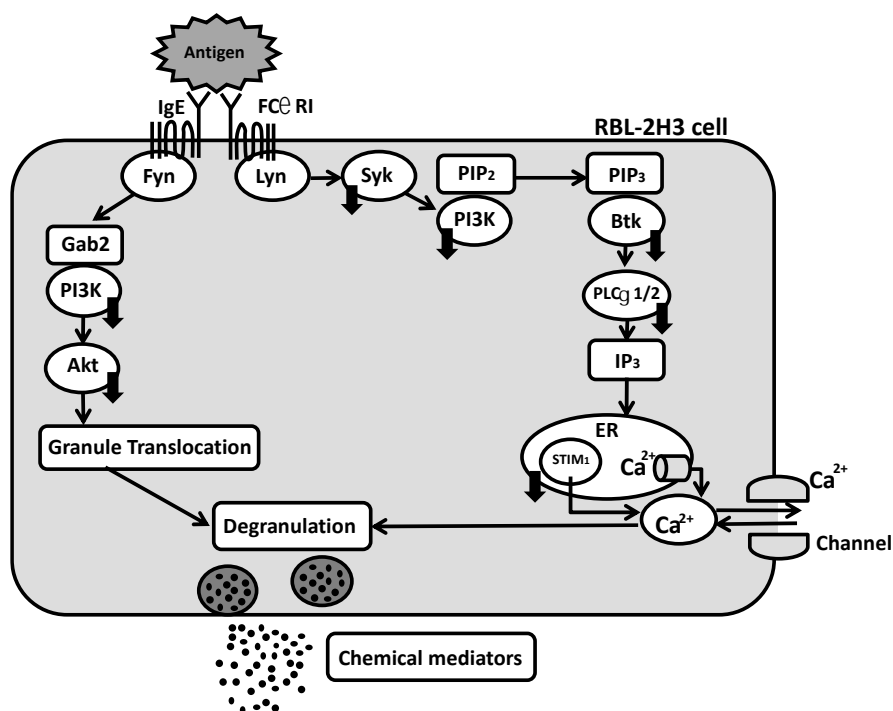 Antigen
IgE
FCe RI
RBL-2H3 cell
Fyn
Lyn
Syk
PIP₂
PIP₃
PI3K
Btk
Gab2
PI3K
PLCg 1/2
Akt
IP₃
Granule Translocation
ER
STIM₁
Ca²⁺
Ca²⁺
Degranulation
Ca²⁺
Channel
Chemical mediators